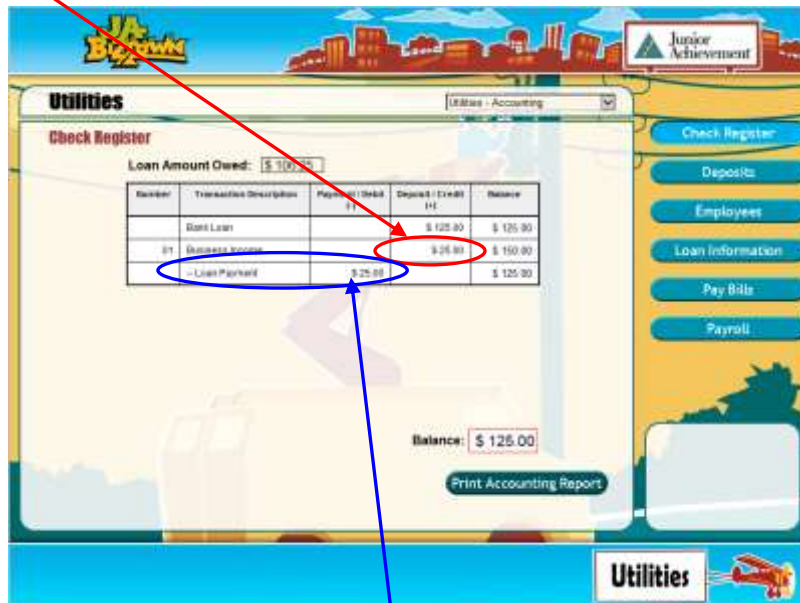 JA
BizTown
Junior
Achievement
Utilities
Utilities - Accounting
Check Register
Check Register
Loan Amount Owed: $ 106.25
Deposits
Number Transaction Description Payment / Debit (-) Deposit / Credit (+) Balance
Employees
Bank Loan $ 125.00 $ 125.00
Business Income $ 25.00 $ 150.00
Loan Information
-- Loan Payment $ 25.00 $ 125.00
Pay Bills
Payroll
Balance: $ 125.00
Print Accounting Report
Utilities